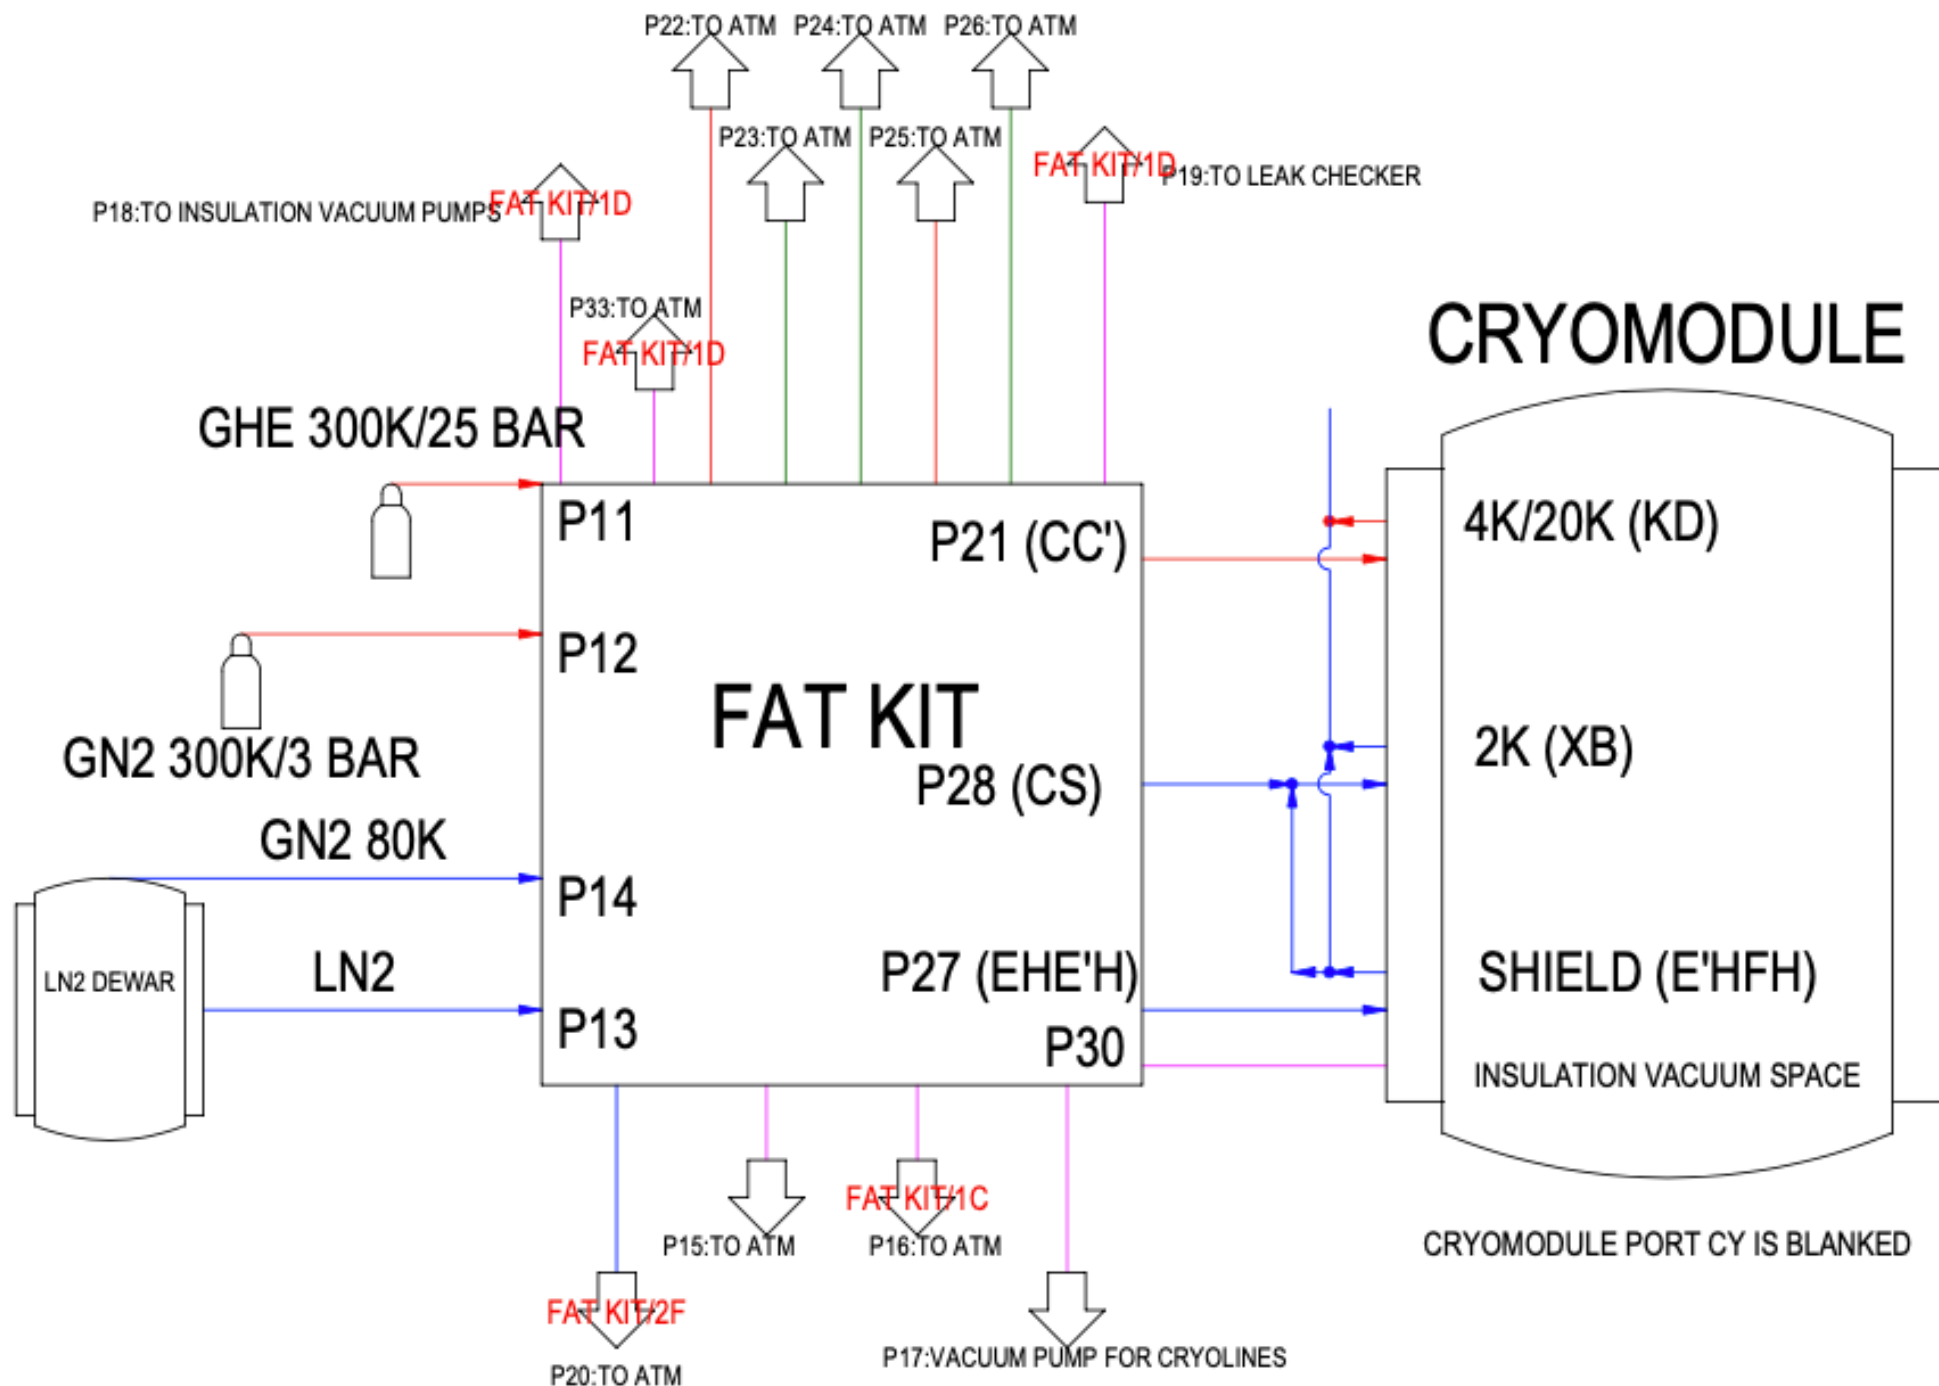 P22:TO ATM
P24:TO ATM
P26:TO ATM
P23:TO ATM
P25:TO ATM
FAT KIT/1D
P19:TO LEAK CHECKER
P18:TO INSULATION VACUUM PUMPS
FAT KIT/1D
P33:TO ATM
FAT KIT/1D
CRYOMODULE
GHE 300K/25 BAR
P11
P21 (CC')
4K/20K (KD)
P12
FAT KIT
GN2 300K/3 BAR
P28 (CS)
2K (XB)
GN2 80K
P14
LN2 DEWAR
LN2
P27 (EHE'H)
SHIELD (E'HFH)
P13
P30
INSULATION VACUUM SPACE
FAT KIT/1C
P15:TO ATM
P16:TO ATM
CRYOMODULE PORT CY IS BLANKED
FAT KIT/2F
P20:TO ATM
P17:VACUUM PUMP FOR CRYOLINES